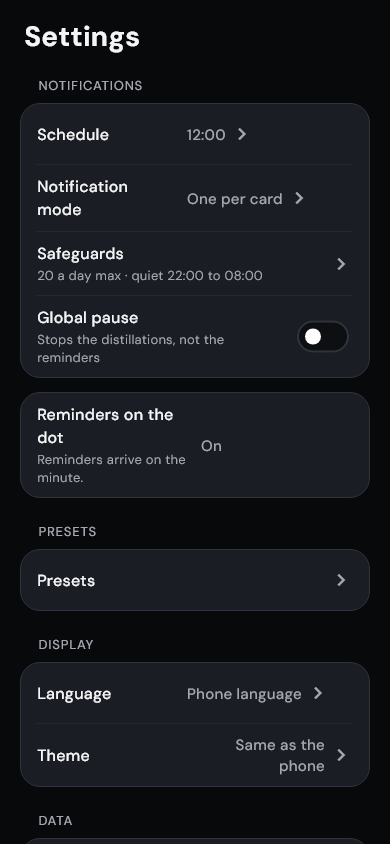 Settings
NOTIFICATIONS
Schedule
12:00
Notification
mode
One per card
Safeguards
20 a day max · quiet 22:00 to 08:00
Global pause
Stops the distillations, not the
reminders
Reminders on the
dot
Reminders arrive on the
minute.
On
PRESETS
Presets
DISPLAY
Language
Phone language
Theme
Same as the
phone
DATA